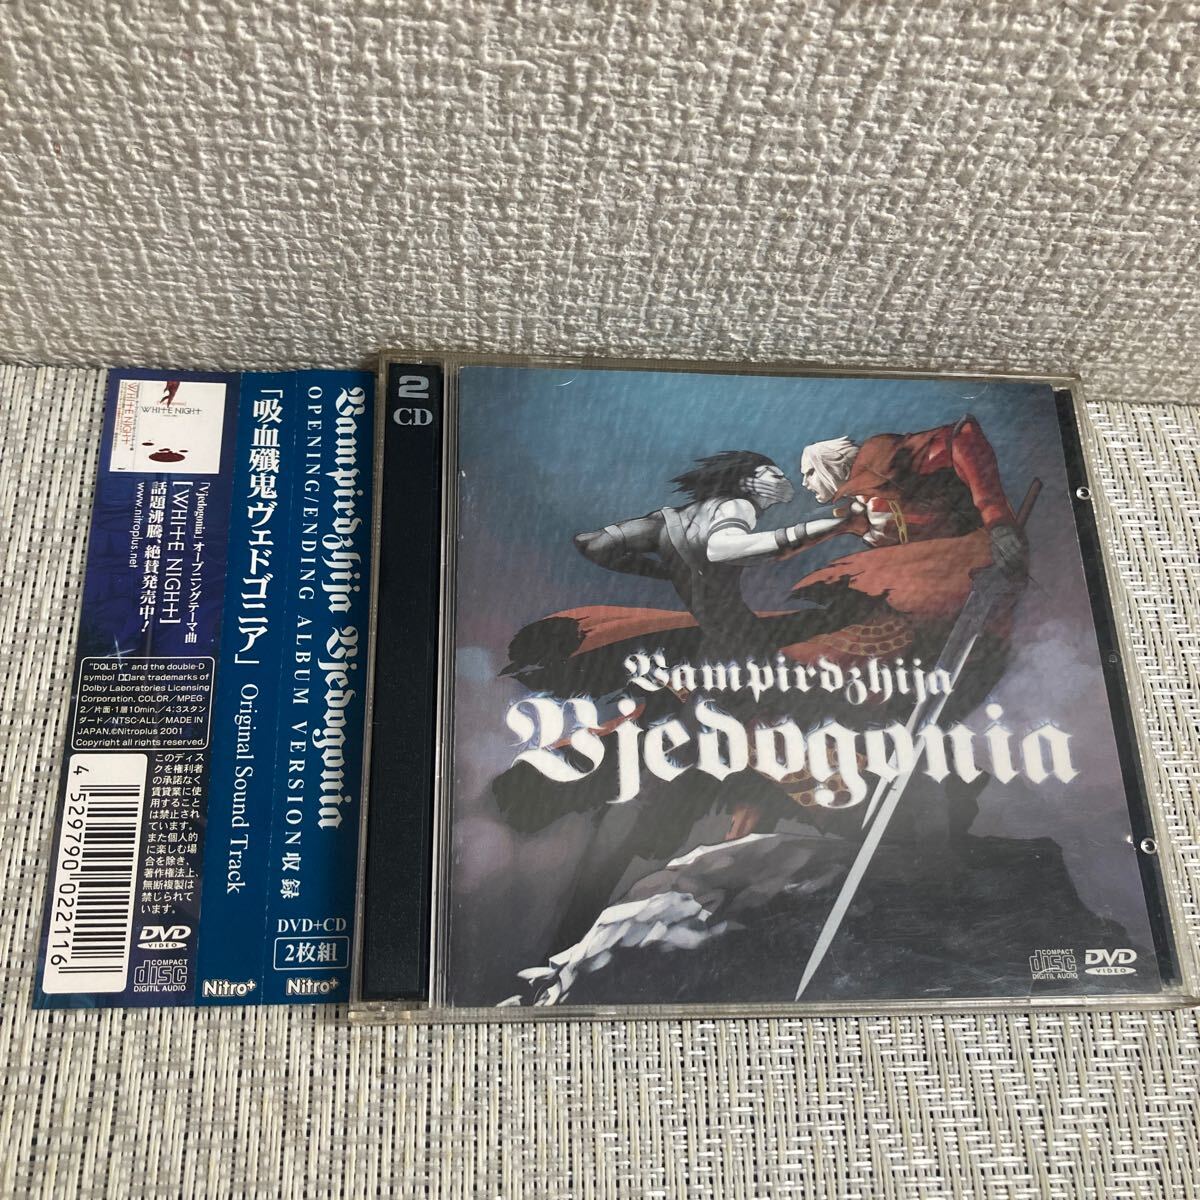 WHITE NIGHT
WHITE NIGHT
「Vjedogonia」オープニングテーマ曲
[WHITE NIGHT]
話題沸騰、絶賛発売中!
www.nitroplus.net
"DOLBY" and the double-D
symbol are trademarks of
Dolby Laboratories Licensing
Corporation. COLOR/MPEG-
2/片面・1層10min./4:3スタン
ダード/NTSC-ALL/MADE IN
JAPAN.©Nitroplus 2001
Copyright all rights reserved.
4 529790 022116
このディス
クを権利者
の承諾なく
賃貸業に使
用すること
は禁止され
ています。
また個人的
に楽しむ場
合を除き、
著作権法上、
無断複製は
禁じられて
います。
DVD
VIDEO
COMPACT
disc
DIGITAL AUDIO
「吸血殲鬼ヴェドゴニア」 Original Sound Track
Nitro+
Vampirdzhija Vjedogonia
OPENING/ENDING ALBUM VERSION 収録
DVD+CD
2枚組
Nitro+
2
CD
Vampirdzhija
Vjedogonia
COMPACT
disc
DIGITAL AUDIO
DVD
VIDEO